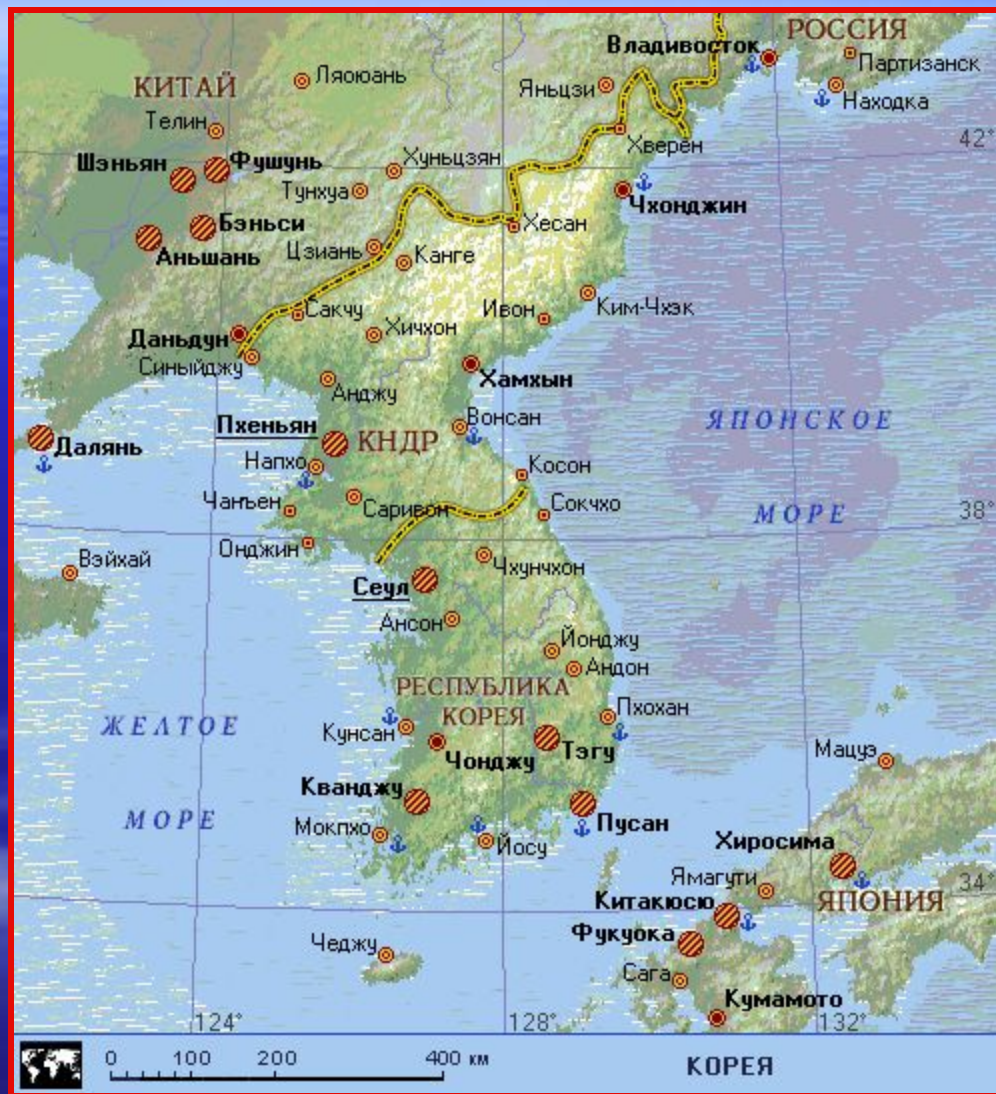 РОССИЯ
Владивосток
Партизанск
Находка
КИТАЙ
Ляоюань
Яньцзи
Телин
Хверён
42°
Шэньян
Фушунь
Хуньцзян
Тунхуа
Чхонджин
Бэньси
Хесан
Аньшань
Цзиань
Канге
Ким-Чхэк
Ивон
Сакчу
Хичхон
Даньдун
Синыйджу
Анджу
Хамхын
Пхеньян
КНДР
Вонсан
ЯПОНСКОЕ
Далянь
Напхо
Косон
Чанъен
Саривон
Сокчхо
МОРЕ
38°
Онджин
Вэйхай
Чхунчхон
Сеул
Ансон
Йонджу
Андон
РЕСПУБЛИКА
КОРЕЯ
Пхохан
ЖЕЛТОЕ
Кунсан
Чонджу
Тэгу
Мацуэ
Кванджу
МОРЕ
Мокпхо
Йосу
Пусан
Хиросима
Ямагути
34°
Китакюсю
ЯПОНИЯ
Фукуока
Чеджу
Сага
Кумамото
124°
128°
132°
0 100 200 400 км
КОРЕЯ